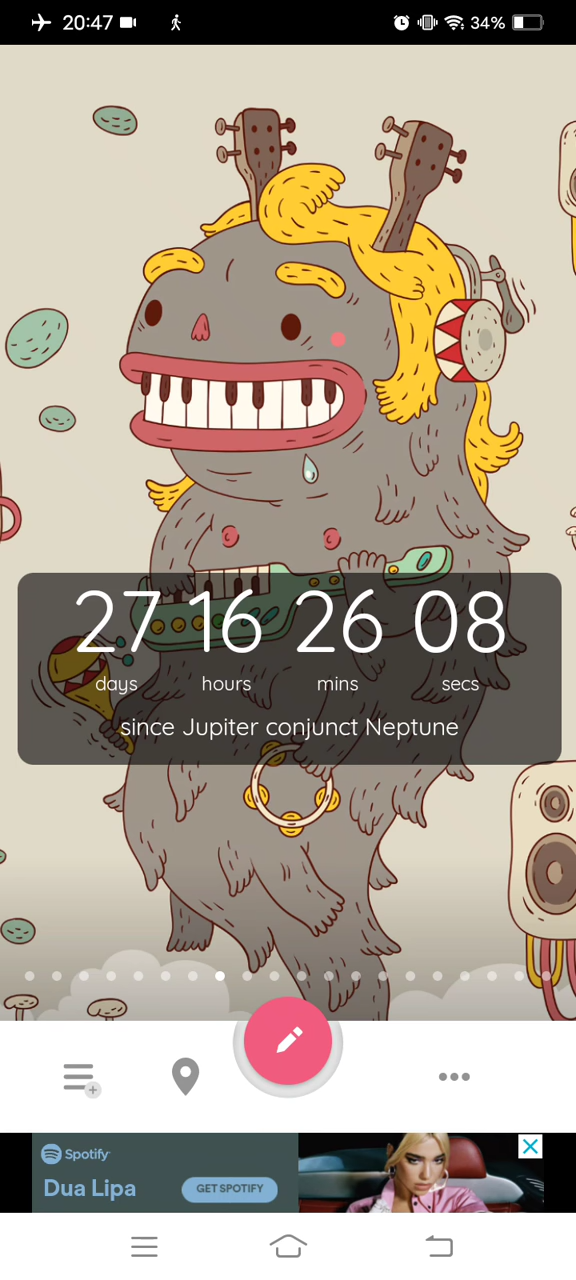 20:47
34%
27 16 26 08
days hours mins secs
since Jupiter conjunct Neptune
Spotify
Dua Lipa
GET SPOTIFY